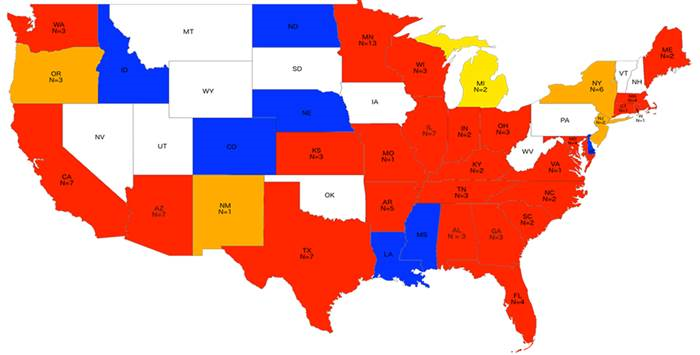 WA
N=3
MT
ND
MN
N=13
ME
N=2
OR
N=3
ID
SD
WI
N=3
MI
N=2
NY
N=6
VT
NH
WY
IA
NE
PA
NV
UT
CO
IL
N=7
IN
N=2
OH
N=3
KS
N=3
MO
N=1
WV
VA
N=1
KY
N=2
CA
N=7
AZ
N=7
NM
N=1
OK
AR
N=5
TN
N=3
NC
N=2
SC
N=2
TX
N=7
LA
MS
AL
N = 3
GA
N=3
FL
N=4